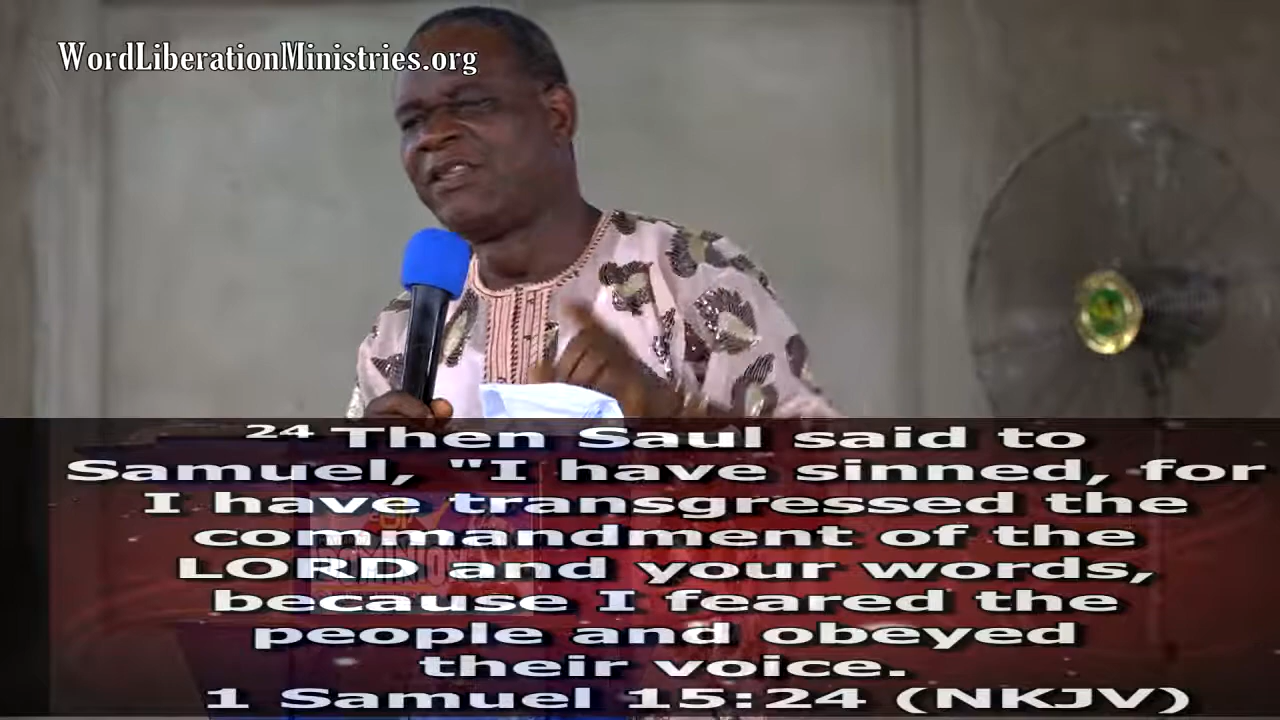 WordLiberationMinistries.org
24 Then Saul said to
Samuel, "I have sinned, for
I have transgressed the
commandment of the
LORD and your words,
because I feared the
people and obeyed
their voice.
1 Samuel 15:24 (NKJV)
DOMINION